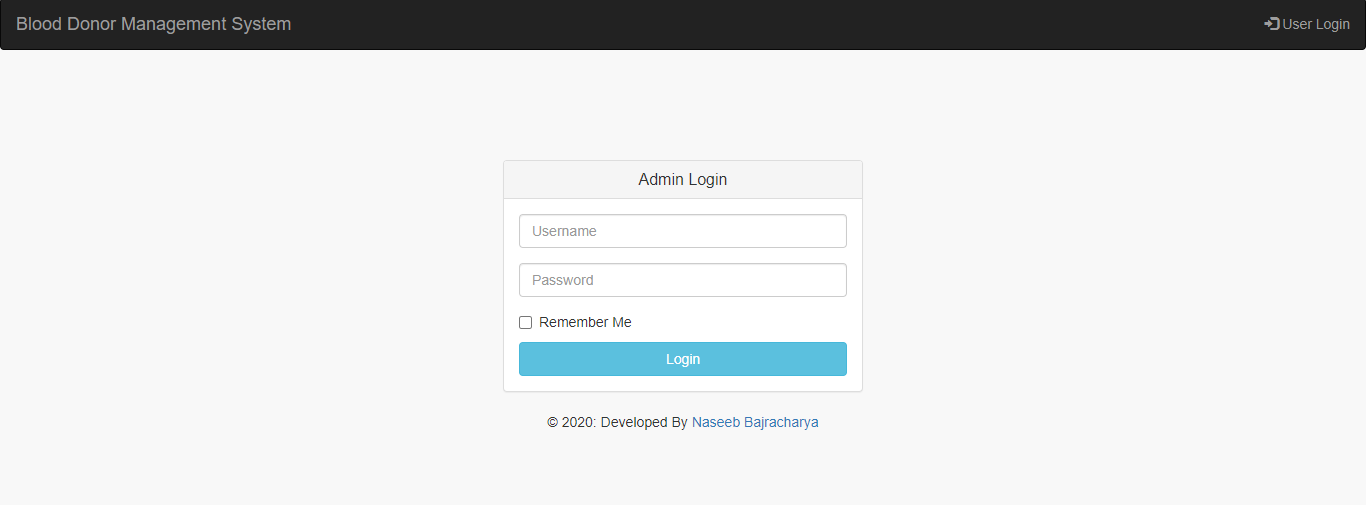 Blood Donor Management System
User Login
Admin Login
Username
Password
Remember Me
Login
© 2020: Developed By Naseeb Bajracharya